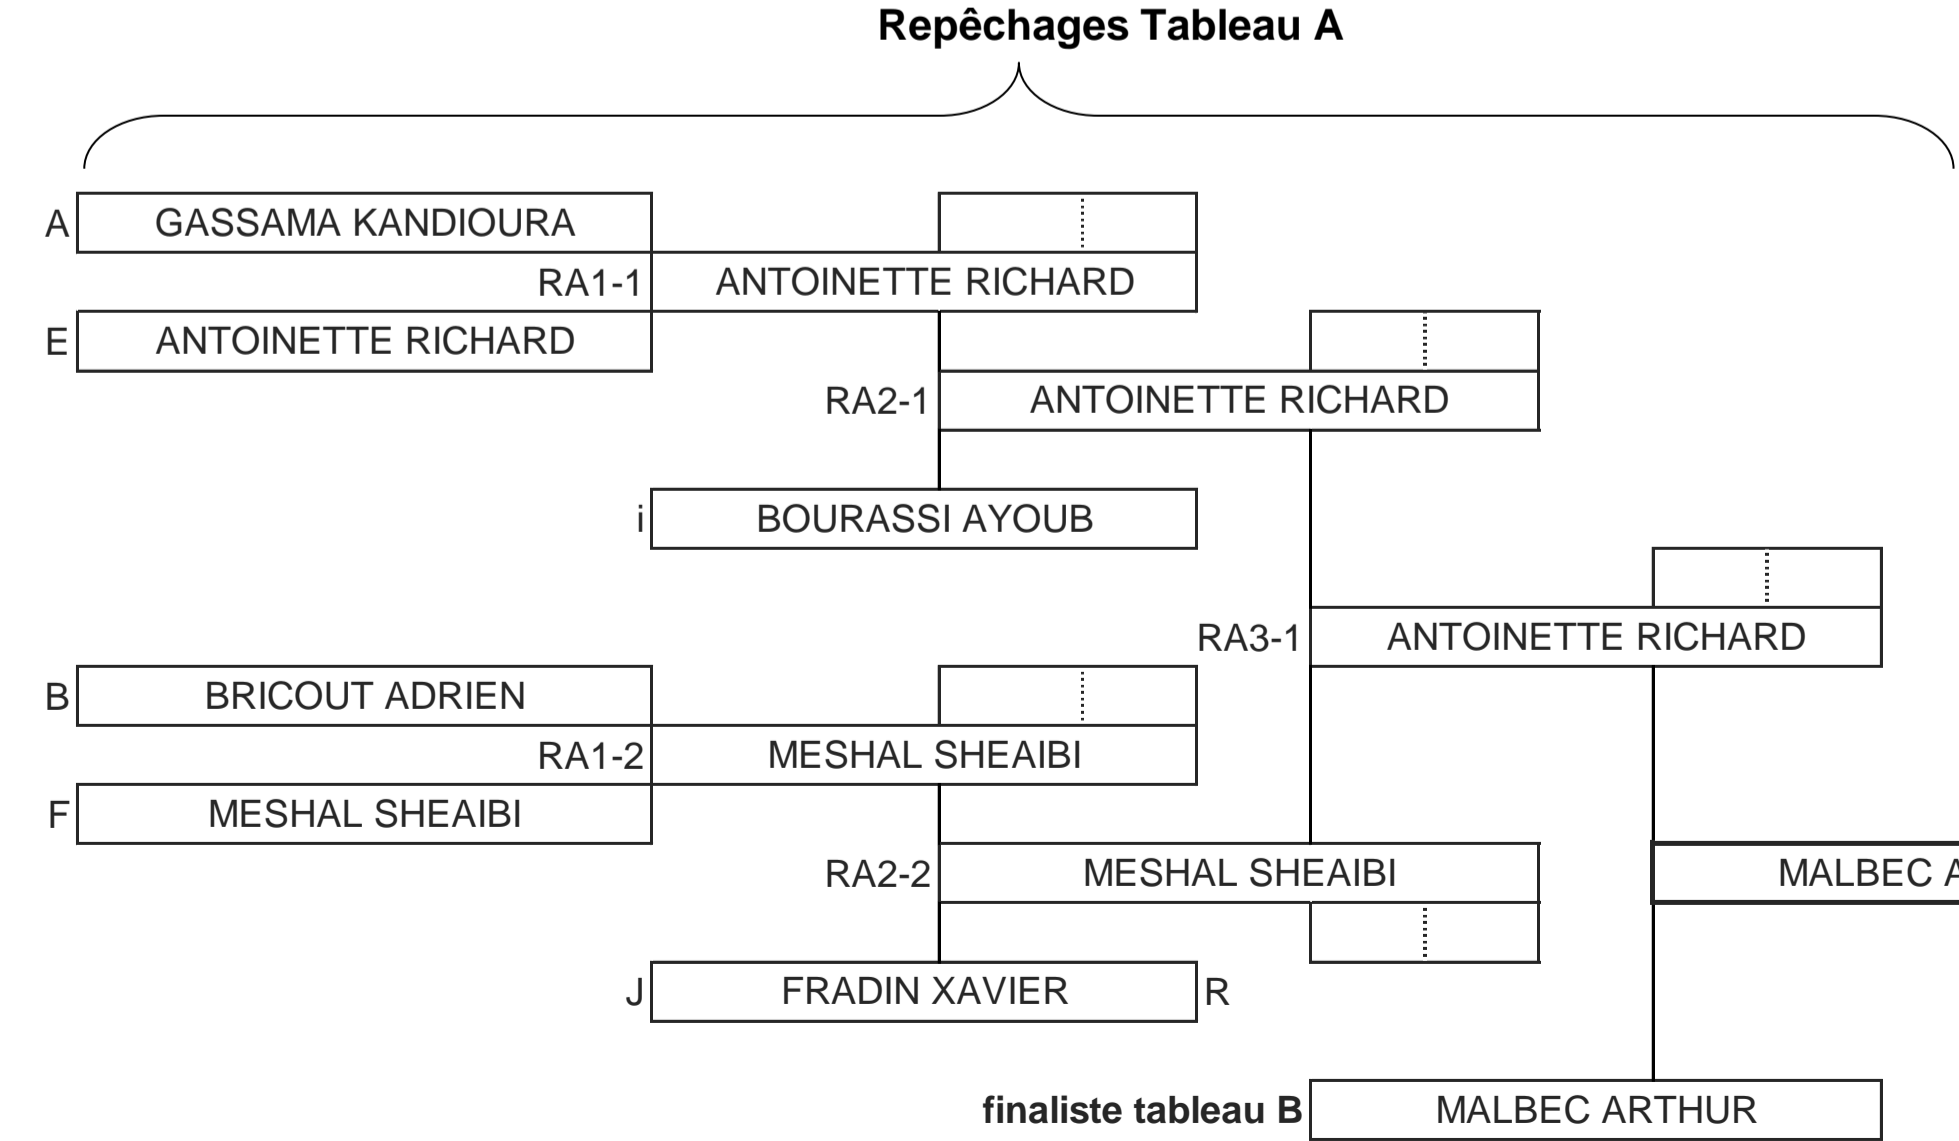 Repêchages Tableau A
A GASSAMA KANDIOURA
RA1-1 ANTOINETTE RICHARD
E ANTOINETTE RICHARD
RA2-1 ANTOINETTE RICHARD
i BOURASSI AYOUB
RA3-1 ANTOINETTE RICHARD
B BRICOUT ADRIEN
RA1-2 MESHAL SHEAIBI
F MESHAL SHEAIBI
RA2-2 MESHAL SHEAIBI MALBEC A
J FRADIN XAVIER R
finaliste tableau B MALBEC ARTHUR